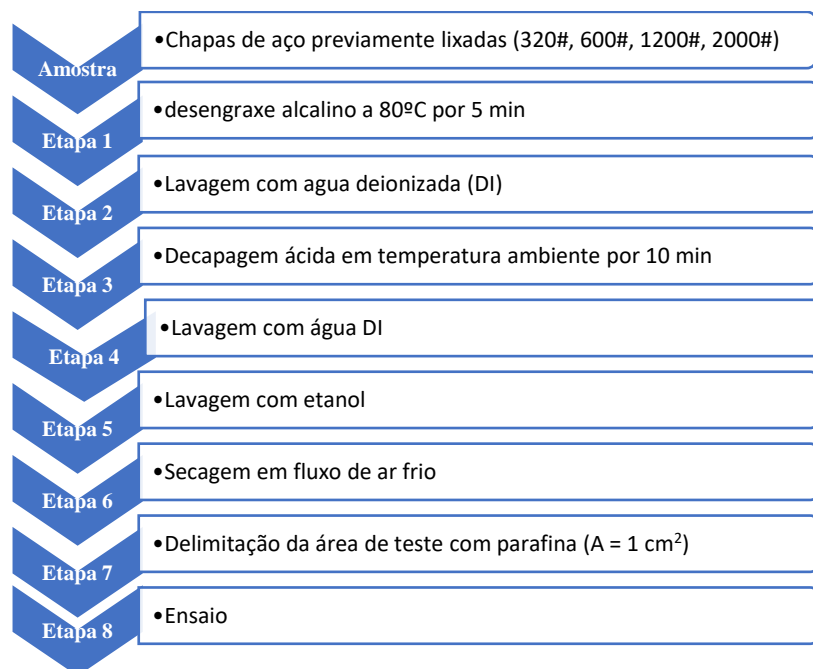 Amostra
•Chapas de aço previamente lixadas (320#, 600#, 1200#, 2000#)
Etapa 1
•desengraxe alcalino a 80ºC por 5 min
Etapa 2
•Lavagem com agua deionizada (DI)
Etapa 3
•Decapagem ácida em temperatura ambiente por 10 min
Etapa 4
•Lavagem com água DI
Etapa 5
•Lavagem com etanol
Etapa 6
•Secagem em fluxo de ar frio
Etapa 7
•Delimitação da área de teste com parafina (A = 1 cm²)
Etapa 8
•Ensaio